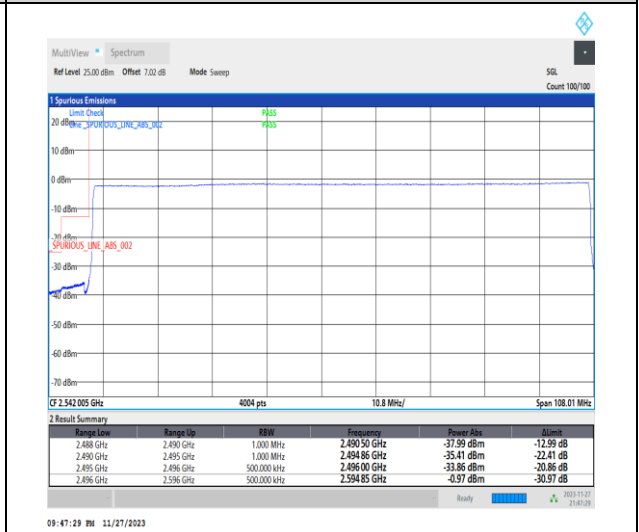 MultiView Spectrum
Ref Level 25.00 dBm Offset 7.02 dB Mode Sweep SGL
Count 100/100
1 Spurious Emissions
Limit Check PASS
20 dBm
Line _SPURIOUS_LINE_ABS_002 PASS
10 dBm
0 dBm
-10 dBm
-20 dBm
_SPURIOUS_LINE_ABS_002
-30 dBm
-40 dBm
-50 dBm
-60 dBm
-70 dBm
CF 2.542 005 GHz 4004 pts 10.8 MHz/ Span 108.01 MHz
2 Result Summary
Range Low Range Up RBW Frequency Power Abs ΔLimit
2.488 GHz 2.490 GHz 1.000 MHz 2.490 50 GHz -37.99 dBm -12.99 dB
2.490 GHz 2.495 GHz 1.000 MHz 2.494 86 GHz -35.41 dBm -22.41 dB
2.495 GHz 2.496 GHz 500.000 kHz 2.496 00 GHz -33.86 dBm -20.86 dB
2.496 GHz 2.596 GHz 500.000 kHz 2.594 85 GHz -0.97 dBm -30.97 dB
Ready 2023-11-27
21:47:29
09:47:29 PM 11/27/2023